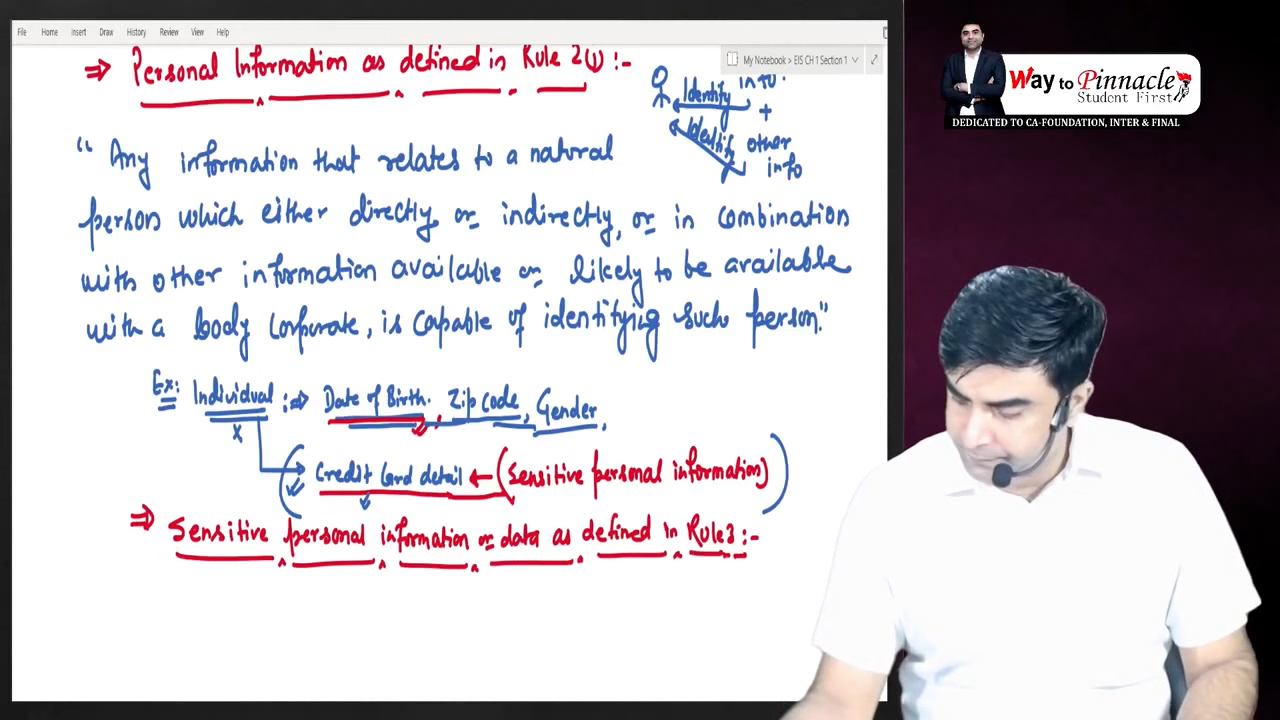 File Home Insert Draw History Review View Help
My Notebook > EIS CH 1 Section 1
⇒ Personal Information as defined in Rule 2(1):-
Identify info.
+
Identify other
info
"Any information that relates to a natural
person which either directly or indirectly, or in combination
with other information available or likely to be available
with a body corporate, is capable of identifying such person."
Ex: Individual :⇒ Date of Birth, Zip code, Gender,
x
(Credit Card detail ← (Sensitive personal information))
⇒ Sensitive personal information or data as defined in Rule 3:-
Way to Pinnacle
Student First
DEDICATED TO CA-FOUNDATION, INTER & FINAL